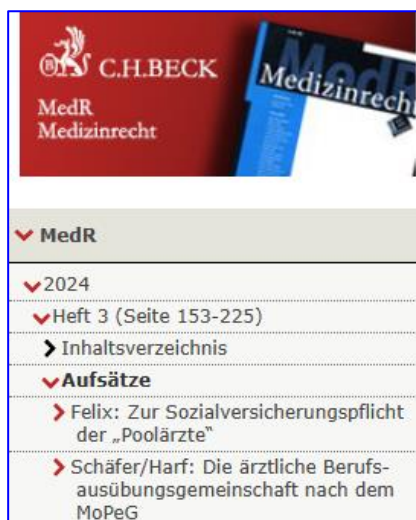 C.H.BECK
MedR
Medizinrecht
Medizinrech
MedR
2024
Heft 3 (Seite 153-225)
Inhaltsverzeichnis
Aufsätze
Felix: Zur Sozialversicherungspflicht
der „Poolärzte“
Schäfer/Harf: Die ärztliche Berufs-
ausübungsgemeinschaft nach dem
MoPeG